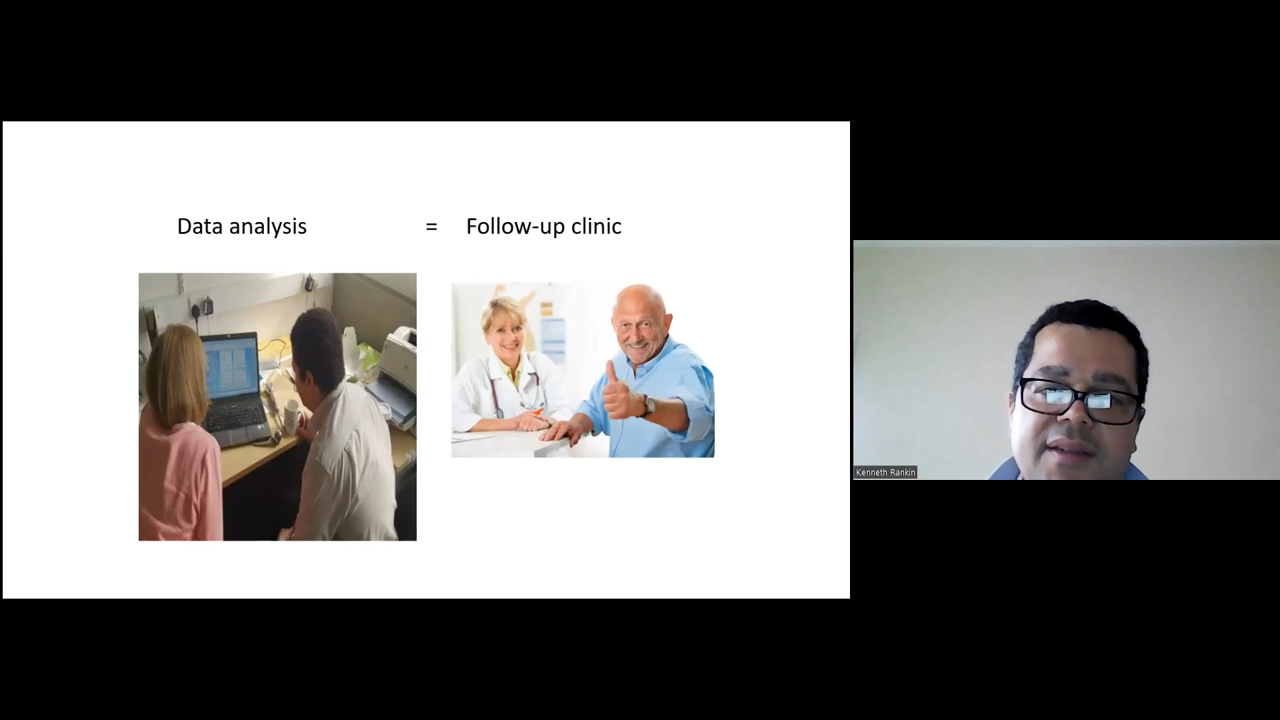 Data analysis = Follow-up clinic
Kenneth Rankin